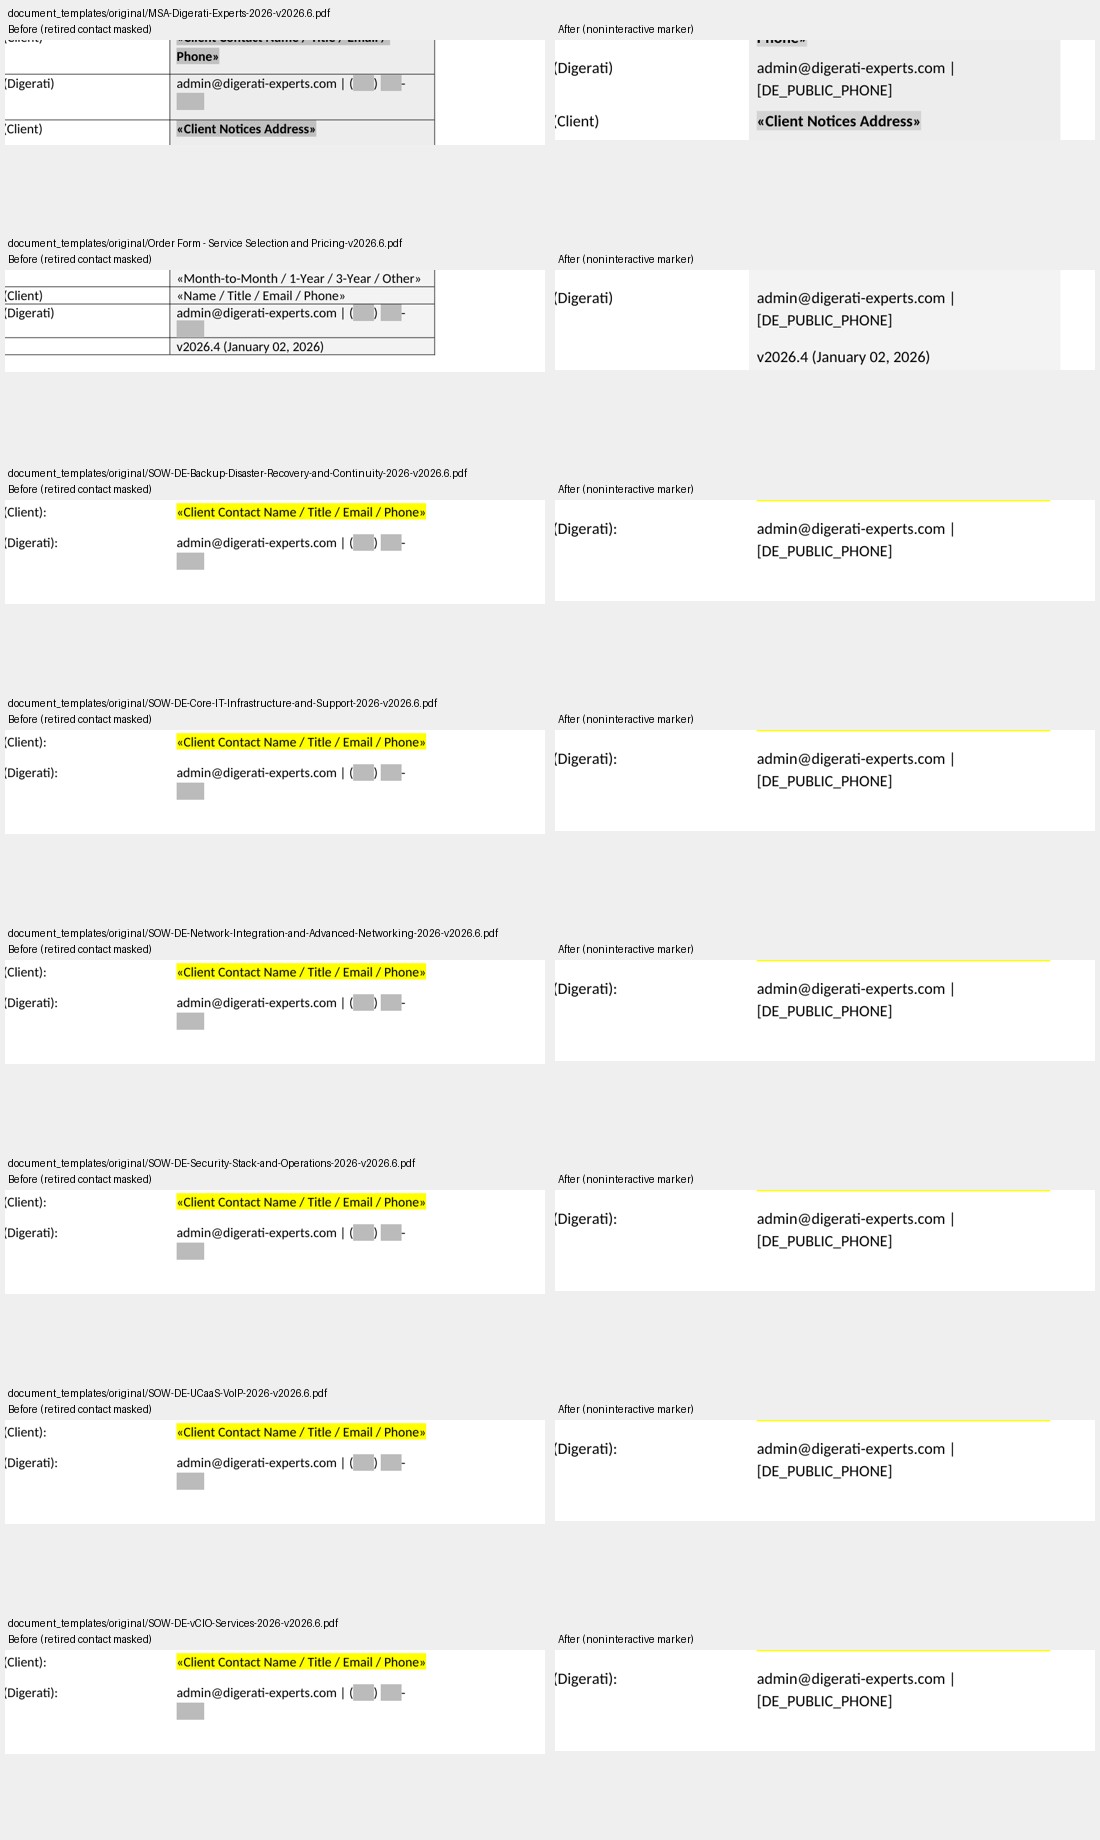 document_templates/original/MSA-Digerati-Experts-2026-v2026.6.pdf
Before (retired contact masked)
After (noninteractive marker)
(Client)
«Client Contact Name / Title / Email /
Phone»
(Digerati)
admin@digerati-experts.com | ( ) -
(Client)
«Client Notices Address»
Phone»
(Digerati)
admin@digerati-experts.com |
[DE_PUBLIC_PHONE]
(Client)
«Client Notices Address»
document_templates/original/Order Form - Service Selection and Pricing-v2026.6.pdf
Before (retired contact masked)
After (noninteractive marker)
«Month-to-Month / 1-Year / 3-Year / Other»
(Client)
«Name / Title / Email / Phone»
(Digerati)
admin@digerati-experts.com | ( ) -
v2026.4 (January 02, 2026)
(Digerati)
admin@digerati-experts.com |
[DE_PUBLIC_PHONE]
v2026.4 (January 02, 2026)
document_templates/original/SOW-DE-Backup-Disaster-Recovery-and-Continuity-2026-v2026.6.pdf
Before (retired contact masked)
After (noninteractive marker)
(Client):
«Client Contact Name / Title / Email / Phone»
(Digerati):
admin@digerati-experts.com | ( ) -
(Digerati):
admin@digerati-experts.com |
[DE_PUBLIC_PHONE]
document_templates/original/SOW-DE-Core-IT-Infrastructure-and-Support-2026-v2026.6.pdf
Before (retired contact masked)
After (noninteractive marker)
(Client):
«Client Contact Name / Title / Email / Phone»
(Digerati):
admin@digerati-experts.com | ( ) -
(Digerati):
admin@digerati-experts.com |
[DE_PUBLIC_PHONE]
document_templates/original/SOW-DE-Network-Integration-and-Advanced-Networking-2026-v2026.6.pdf
Before (retired contact masked)
After (noninteractive marker)
(Client):
«Client Contact Name / Title / Email / Phone»
(Digerati):
admin@digerati-experts.com | ( ) -
(Digerati):
admin@digerati-experts.com |
[DE_PUBLIC_PHONE]
document_templates/original/SOW-DE-Security-Stack-and-Operations-2026-v2026.6.pdf
Before (retired contact masked)
After (noninteractive marker)
(Client):
«Client Contact Name / Title / Email / Phone»
(Digerati):
admin@digerati-experts.com | ( ) -
(Digerati):
admin@digerati-experts.com |
[DE_PUBLIC_PHONE]
document_templates/original/SOW-DE-UCaaS-VoIP-2026-v2026.6.pdf
Before (retired contact masked)
After (noninteractive marker)
(Client):
«Client Contact Name / Title / Email / Phone»
(Digerati):
admin@digerati-experts.com | ( ) -
(Digerati):
admin@digerati-experts.com |
[DE_PUBLIC_PHONE]
document_templates/original/SOW-DE-vCIO-Services-2026-v2026.6.pdf
Before (retired contact masked)
After (noninteractive marker)
(Client):
«Client Contact Name / Title / Email / Phone»
(Digerati):
admin@digerati-experts.com | ( ) -
(Digerati):
admin@digerati-experts.com |
[DE_PUBLIC_PHONE]